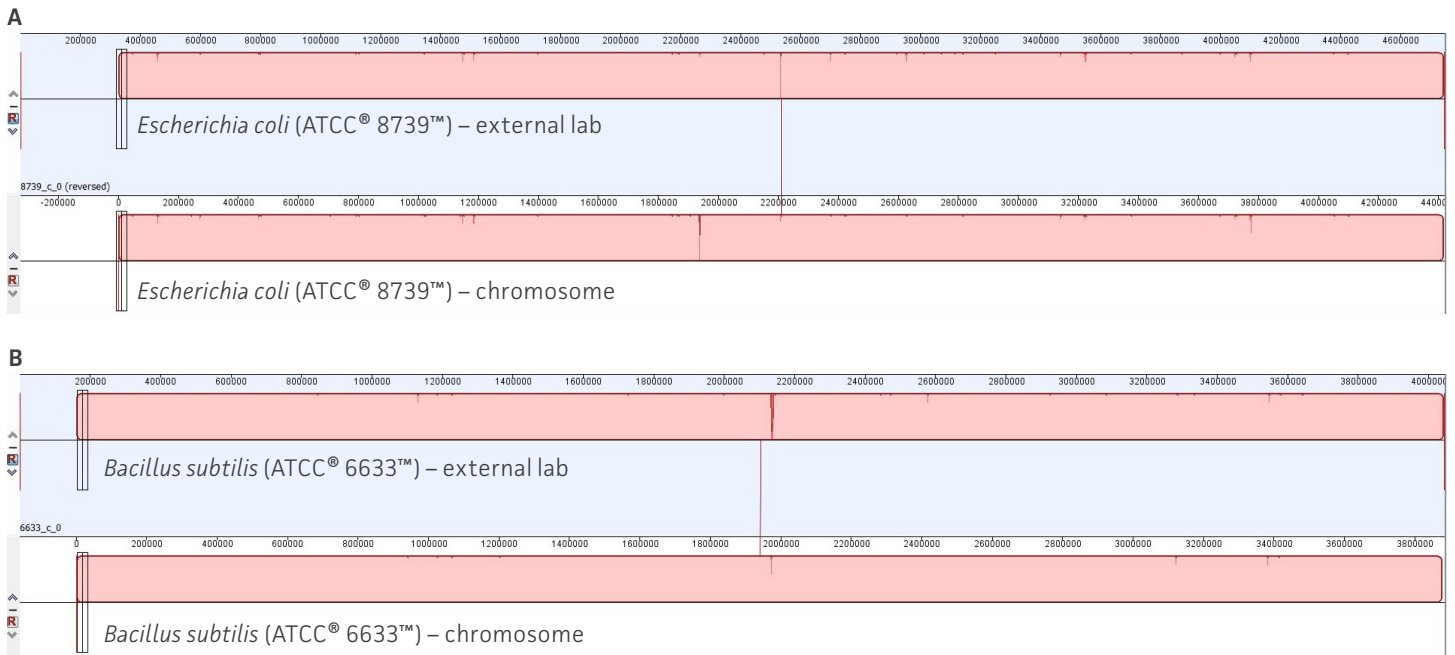 A
200000 400000 600000 800000 1000000 1200000 1400000 1600000 1800000 2000000 2200000 2400000 2600000 2800000 3000000 3200000 3400000 3600000 3800000 4000000 4200000 4400000 4600000
R
Escherichia coli (ATCC® 8739™) – external lab
8739_c_0 (reversed)
-200000 0 200000 400000 600000 800000 1000000 1200000 1400000 1600000 1800000 2000000 2200000 2400000 2600000 2800000 3000000 3200000 3400000 3600000 3800000 4000000 4200000 440000
R
Escherichia coli (ATCC® 8739™) – chromosome
B
200000 400000 600000 800000 1000000 1200000 1400000 1600000 1800000 2000000 2200000 2400000 2600000 2800000 3000000 3200000 3400000 3600000 3800000 400000
R
Bacillus subtilis (ATCC® 6633™) – external lab
6633_c_0
0 200000 400000 600000 800000 1000000 1200000 1400000 1600000 1800000 2000000 2200000 2400000 2600000 2800000 3000000 3200000 3400000 3600000 3800000
R
Bacillus subtilis (ATCC® 6633™) – chromosome